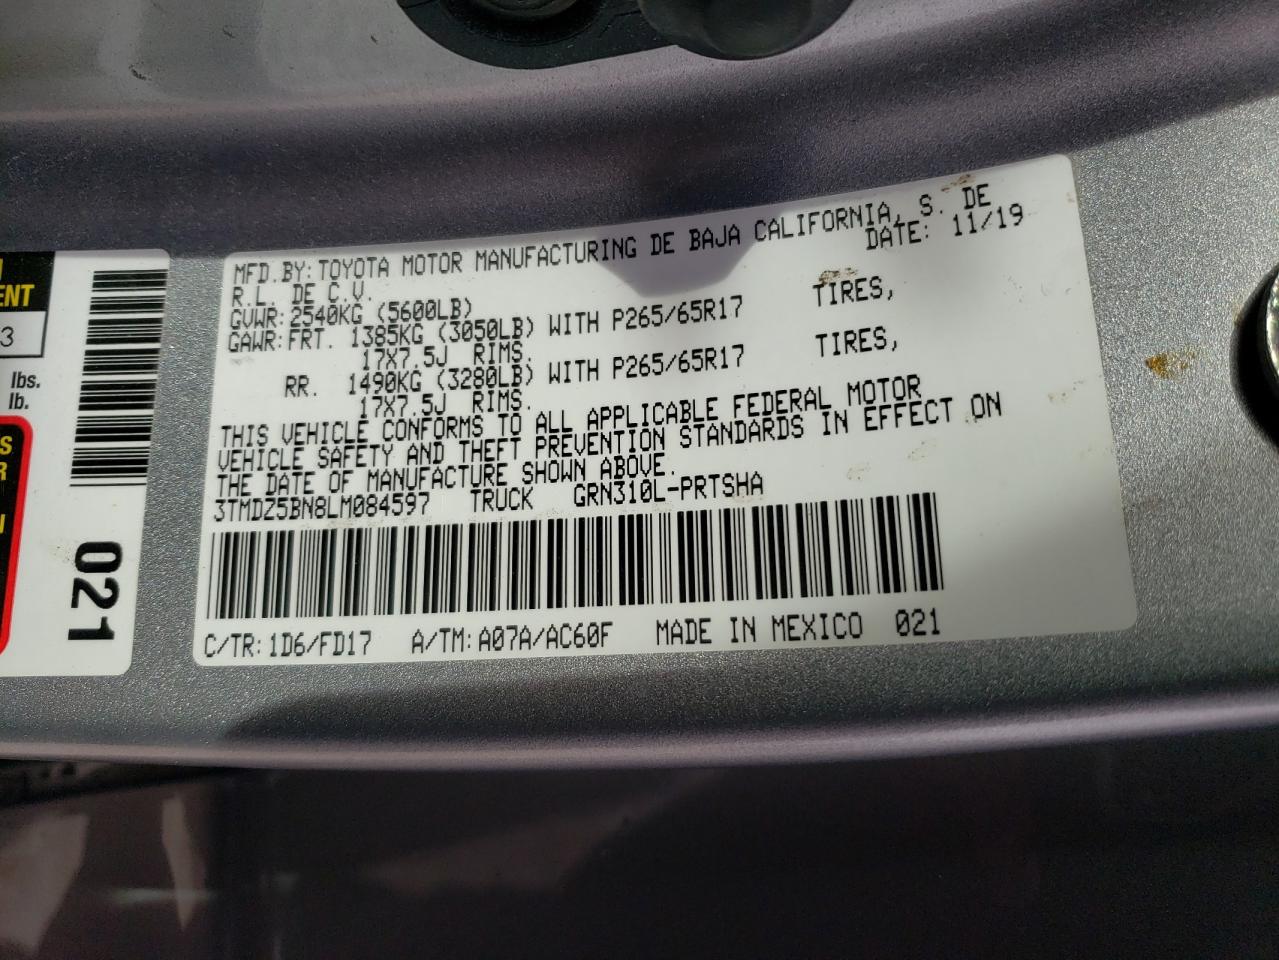 MFD.BY: TOYOTA MOTOR MANUFACTURING DE BAJA CALIFORNIA, S. DE
R.L. DE C.V. DATE: 11/19
GVWR: 2540KG (5600LB)
GAWR: FRT. 1385KG (3050LB) WITH P265/65R17 TIRES,
17X7.5J RIMS.
RR. 1490KG (3280LB) WITH P265/65R17 TIRES,
17X7.5J RIMS.
THIS VEHICLE CONFORMS TO ALL APPLICABLE FEDERAL MOTOR
VEHICLE SAFETY AND THEFT PREVENTION STANDARDS IN EFFECT ON
THE DATE OF MANUFACTURE SHOWN ABOVE.
3TMDZ5BN8LM084597 TRUCK GRN310L-PRTSHA
C/TR: 1D6/FD17 A/TM: A07A/AC60F MADE IN MEXICO 021
3
lbs.
lb.
021